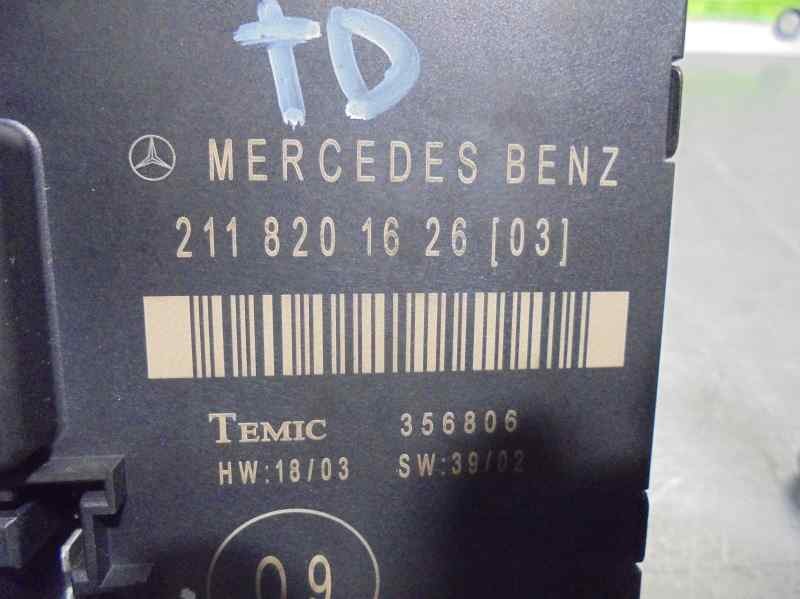 TD
MERCEDES BENZ
211 820 16 26 [03]
TEMIC 356806
HW:18/03 SW:39/02
09